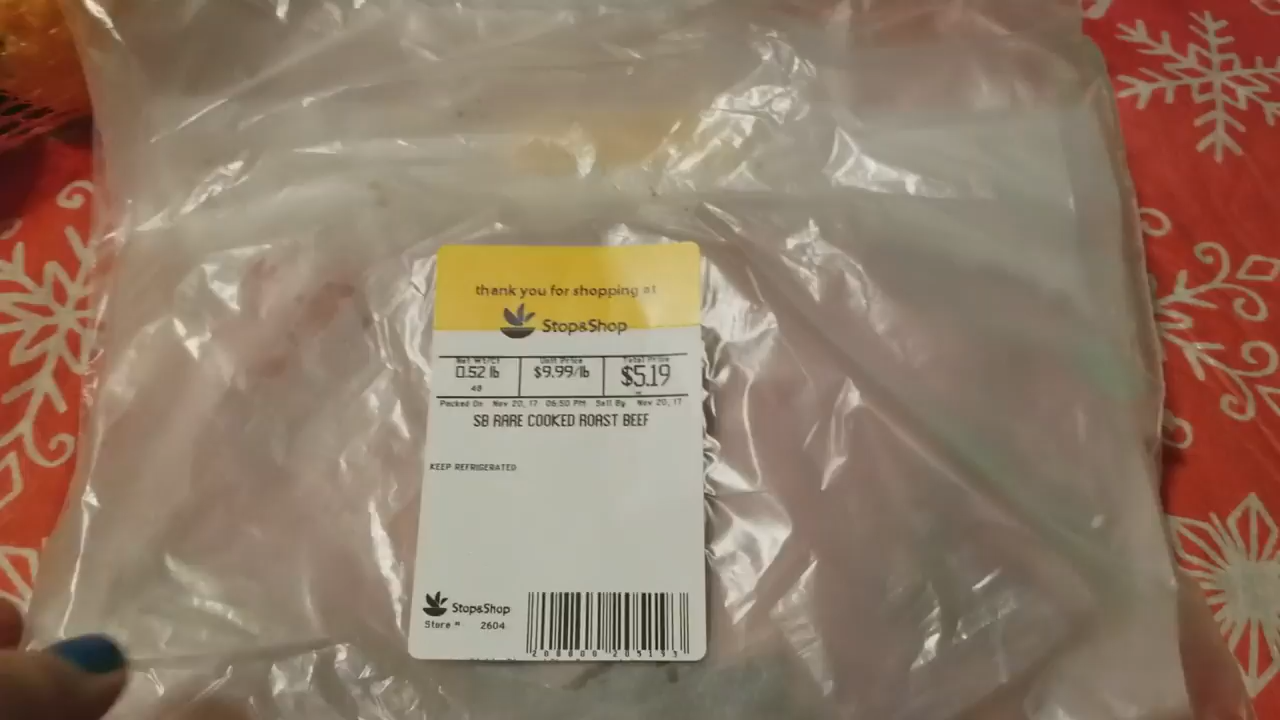 thank you for shopping at
Stop&Shop
Net Wt/Ct Unit Price Total Price
0.52 lb $9.99/lb $5.19
Packed On Nov 20, 17 06:50 PM Sell By Nov 20, 17
SB RARE COOKED ROAST BEEF
KEEP REFRIGERATED
Stop&Shop
Store # 2604